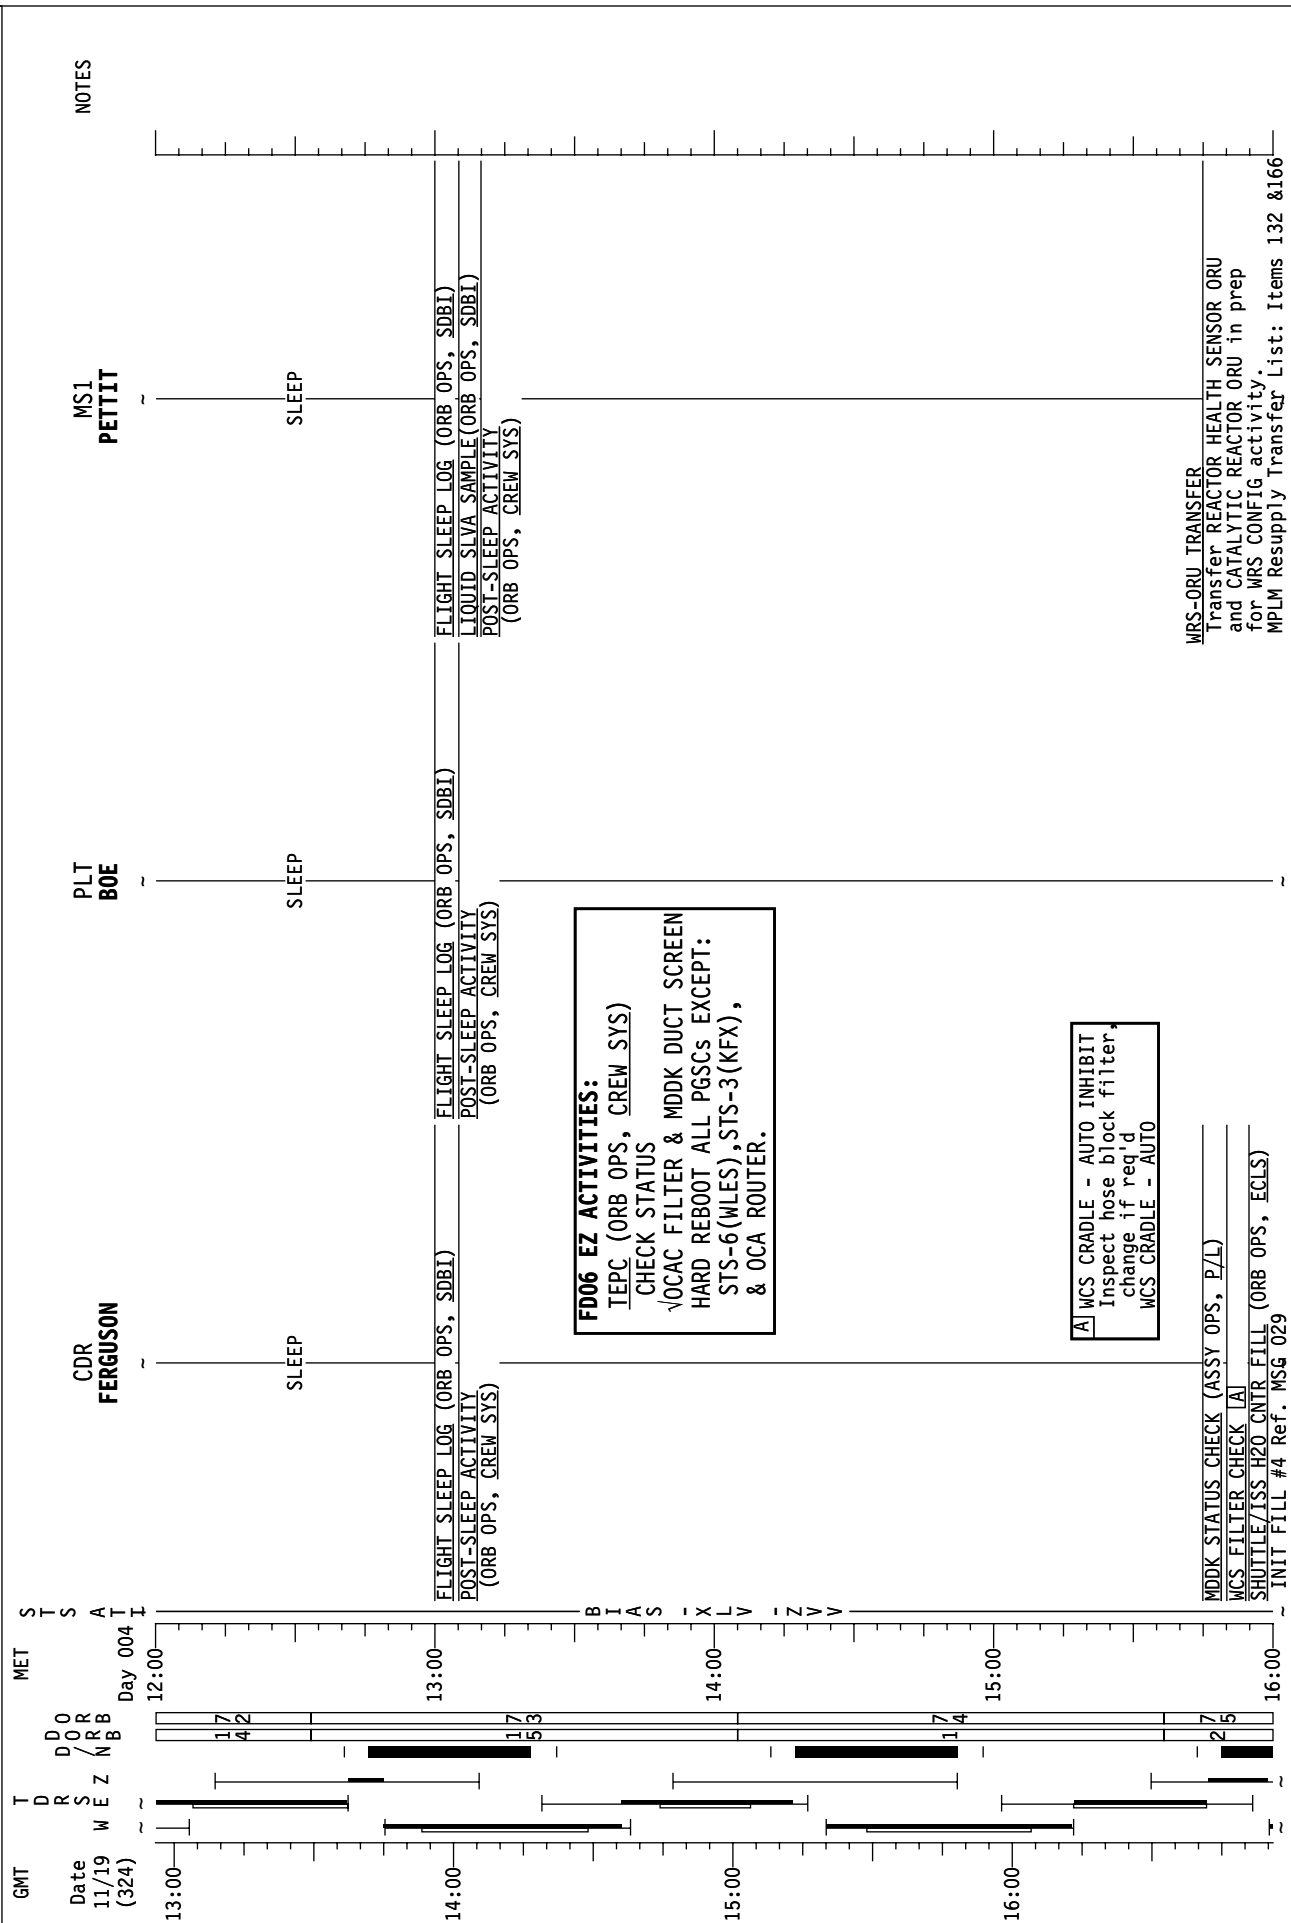 GMT
Date
11/19
(324)
13:00
14:00
15:00
16:00
T
D
R
S
W E Z
D D O
O O R
/ R B
N B
14 172
15 173
1 74
2 75
MET
Day 004
12:00
13:00
14:00
15:00
16:00
S
T
S
A
T
T
B
I
A
S
-
X
L
V
-
Z
V
V
CDR
FERGUSON
SLEEP
FLIGHT SLEEP LOG (ORB OPS, SDBI)
POST-SLEEP ACTIVITY
(ORB OPS, CREW SYS)
MDDK STATUS CHECK (ASSY OPS, P/L)
WCS FILTER CHECK A
SHUTTLE/ISS H2O CNTR FILL (ORB OPS, ECLS)
INIT FILL #4 Ref. MSG 029
PLT
BOE
SLEEP
FLIGHT SLEEP LOG (ORB OPS, SDBI)
POST-SLEEP ACTIVITY
(ORB OPS, CREW SYS)
FD06 EZ ACTIVITIES:
TEPC (ORB OPS, CREW SYS)
CHECK STATUS
√OCAC FILTER & MDDK DUCT SCREEN
HARD REBOOT ALL PGSCs EXCEPT:
STS-6(WLES),STS-3(KFX),
& OCA ROUTER.
A WCS CRADLE - AUTO INHIBIT
Inspect hose block filter,
change if req'd
WCS CRADLE - AUTO
MS1
PETTIT
SLEEP
FLIGHT SLEEP LOG (ORB OPS, SDBI)
LIQUID SLVA SAMPLE(ORB OPS, SDBI)
POST-SLEEP ACTIVITY
(ORB OPS, CREW SYS)
WRS-ORU TRANSFER
Transfer REACTOR HEALTH SENSOR ORU
and CATALYTIC REACTOR ORU in prep
for WRS CONFIG activity.
MPLM Resupply Transfer List: Items 132 &166
NOTES